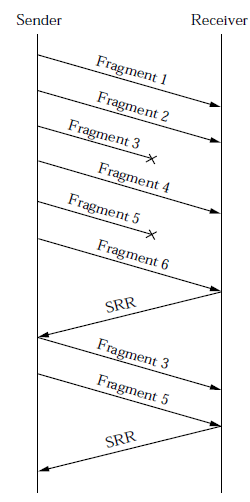 Sender
Receiver
Fragment 1
Fragment 2
Fragment 3
Fragment 4
Fragment 5
Fragment 6
SRR
Fragment 3
Fragment 5
SRR